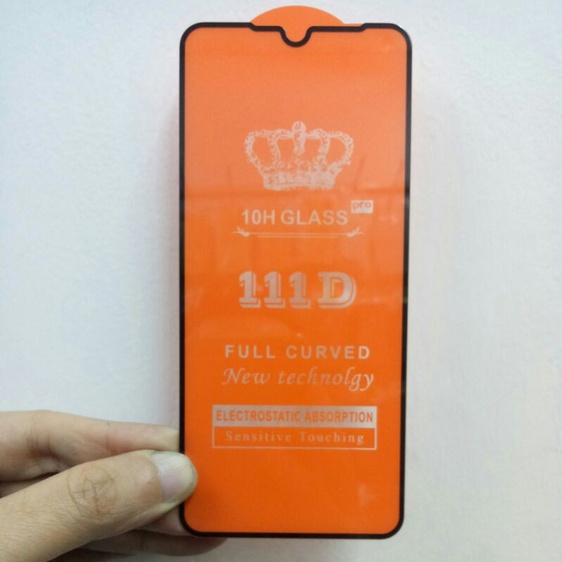 10H GLASS pro
111D
FULL CURVED
New technolgy
ELECTROSTATIC ABSORPTION
Sensitive Touching